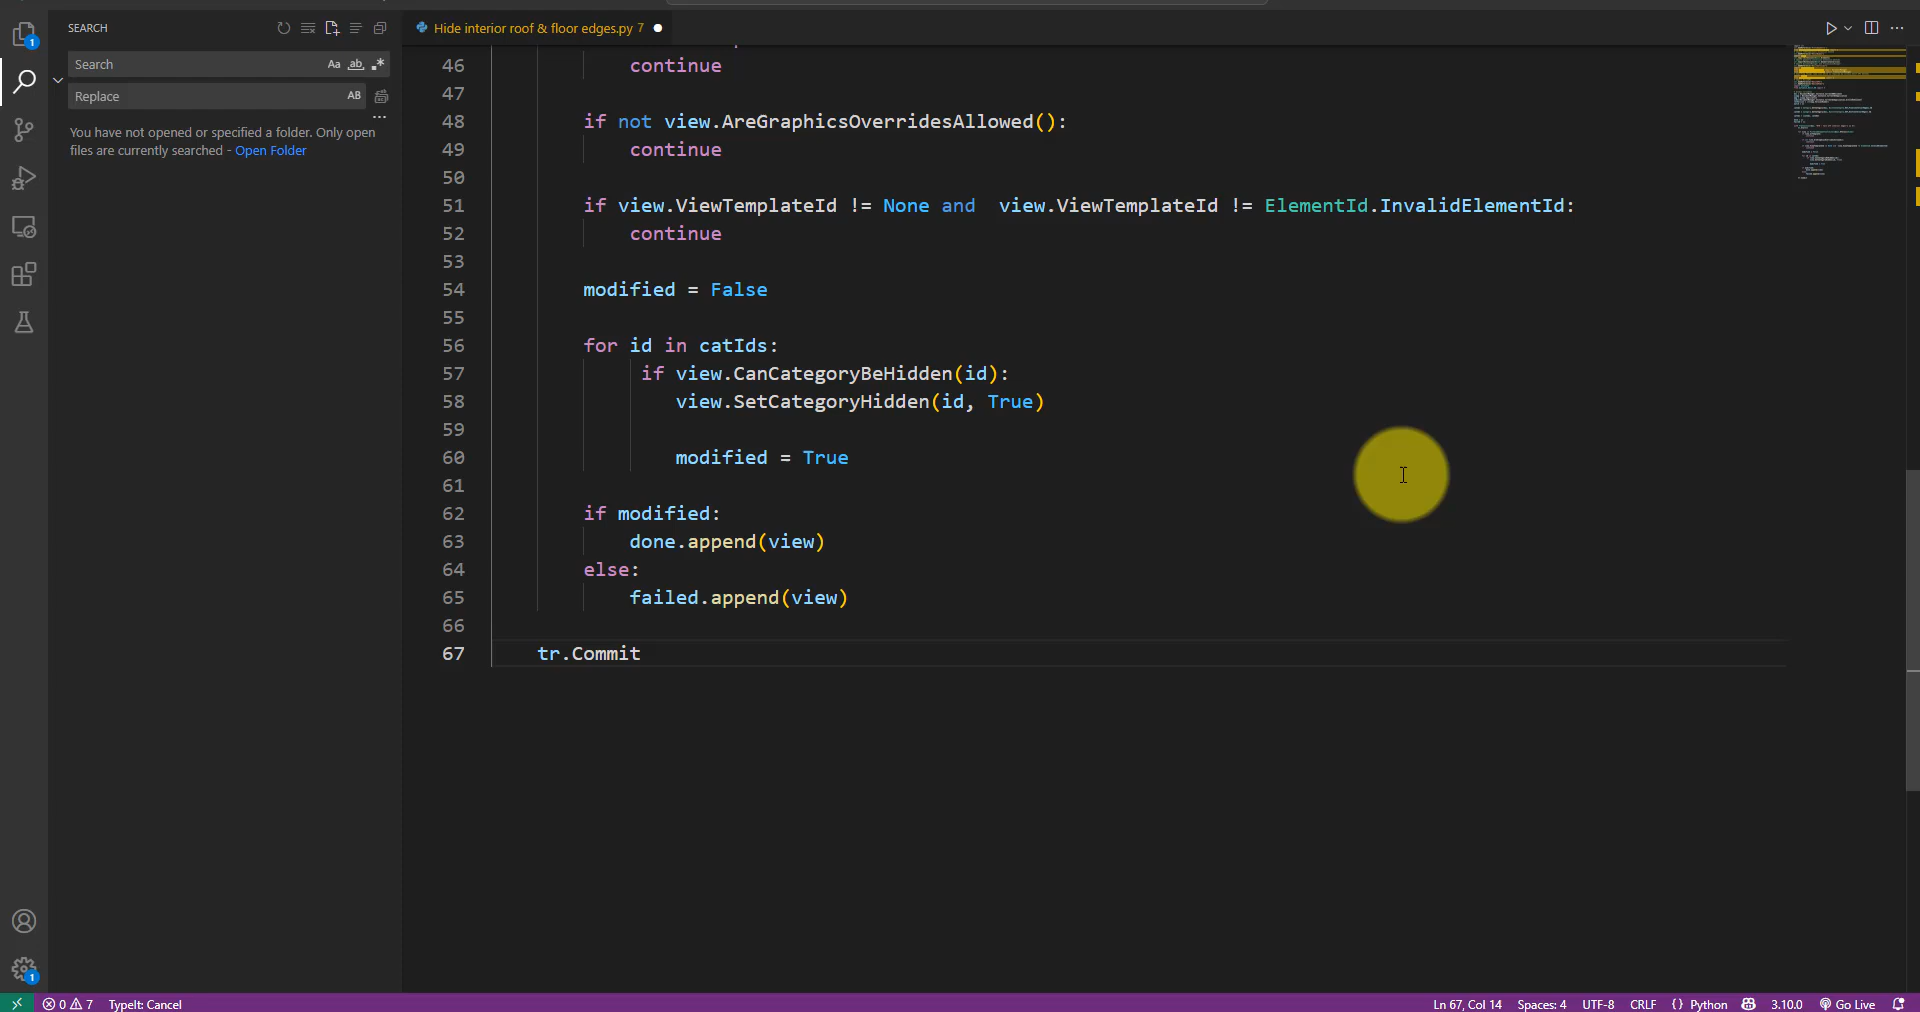 SEARCH
Search
Aa
ab
Replace
AB
You have not opened or specified a folder. Only open
files are currently searched - Open Folder
Hide interior roof & floor edges.py 7
46 continue
47
48 if not view.AreGraphicsOverridesAllowed():
49 continue
50
51 if view.ViewTemplateId != None and  view.ViewTemplateId != ElementId.InvalidElementId:
52 continue
53
54 modified = False
55
56 for id in catIds:
57 if view.CanCategoryBeHidden(id):
58 view.SetCategoryHidden(id, True)
59
60 modified = True
61
62 if modified:
63 done.append(view)
64 else:
65 failed.append(view)
66
67 tr.Commit
1
1
0 7 TypeIt: Cancel
Ln 67, Col 14 Spaces: 4 UTF-8 CRLF {} Python 3.10.0 Go Live